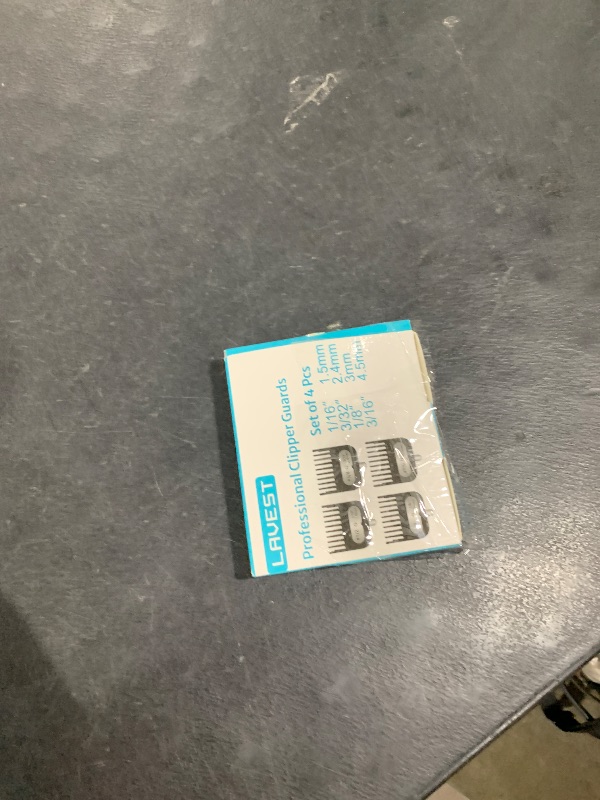 LAVEST
Professional Clipper Guards
Set of 4 Pcs
1/16" 1.5mm
3/32" 2.4mm
1/8" 3mm
3/16" 4.5mm